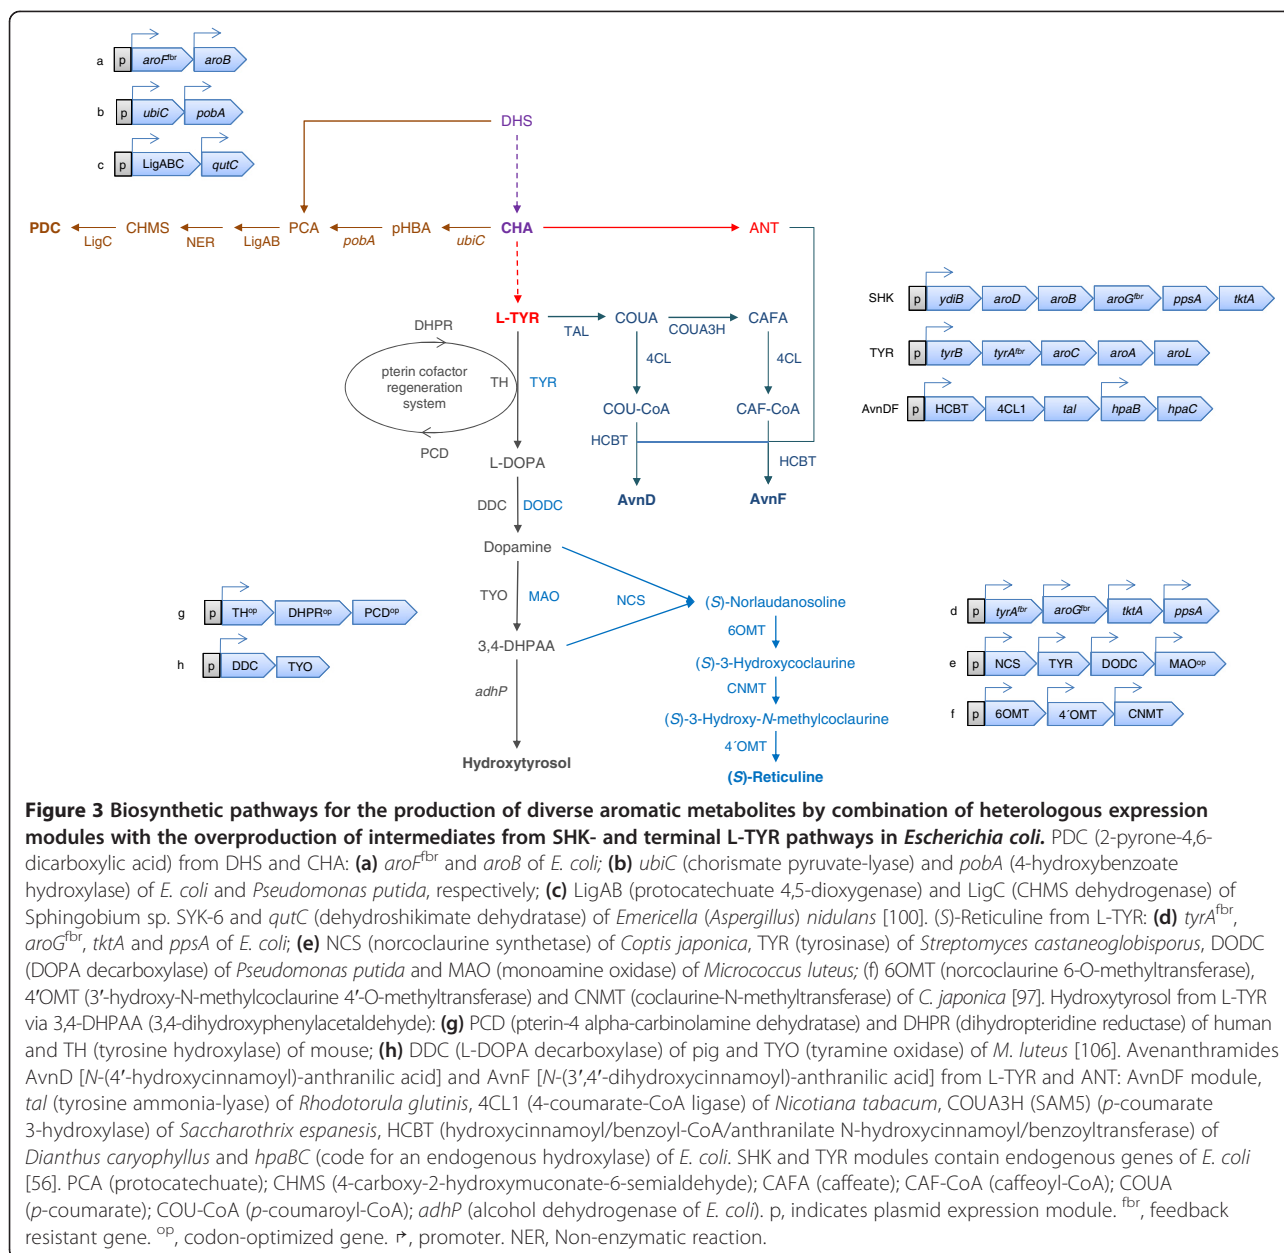 a p aroFfbr aroB
b p ubiC pobA
c p LigABC qutC
DHS
PDC CHMS PCA pHBA CHA ANT
LigC NER LigAB pobA ubiC
SHK p ydiB aroD aroB aroGfbr ppsA tktA
L-TYR COUA CAFA
TAL COUA3H
DHPR
TYR p tyrB tyrAfbr aroC aroA aroL
4CL 4CL
pterin cofactor
regeneration
system
TH TYR
AvnDF p HCBT 4CL1 tal hpaB hpaC
COU-CoA CAF-CoA
HCBT
PCD
L-DOPA
HCBT
AvnD AvnF
DDC DODC
Dopamine
TYO MAO NCS
(S)-Norlaudanosoline
g p THop DHPRop PCDop
d p tyrAfbr aroGfbr tktA ppsA
6OMT
3,4-DHPAA
(S)-3-Hydroxycoclaurine
h p DDC TYO
e p NCS TYR DODC MAOop
adhP
CNMT
(S)-3-Hydroxy-N-methylcoclaurine
f p 6OMT 4´OMT CNMT
4´OMT
Hydroxytyrosol
(S)-Reticuline
Figure 3 Biosynthetic pathways for the production of diverse aromatic metabolites by combination of heterologous expression
modules with the overproduction of intermediates from SHK- and terminal L-TYR pathways in Escherichia coli. PDC (2-pyrone-4,6-
dicarboxylic acid) from DHS and CHA: (a) aroFfbr and aroB of E. coli; (b) ubiC (chorismate pyruvate-lyase) and pobA (4-hydroxybenzoate
hydroxylase) of E. coli and Pseudomonas putida, respectively; (c) LigAB (protocatechuate 4,5-dioxygenase) and LigC (CHMS dehydrogenase) of
Sphingobium sp. SYK-6 and qutC (dehydroshikimate dehydratase) of Emericella (Aspergillus) nidulans [100]. (S)-Reticuline from L-TYR: (d) tyrAfbr,
aroGfbr, tktA and ppsA of E. coli; (e) NCS (norcoclaurine synthetase) of Coptis japonica, TYR (tyrosinase) of Streptomyces castaneoglobisporus, DODC
(DOPA decarboxylase) of Pseudomonas putida and MAO (monoamine oxidase) of Micrococcus luteus; (f) 6OMT (norcoclaurine 6-O-methyltransferase),
4′OMT (3′-hydroxy-N-methylcoclaurine 4′-O-methyltransferase) and CNMT (coclaurine-N-methyltransferase) of C. japonica [97]. Hydroxytyrosol from L-TYR
via 3,4-DHPAA (3,4-dihydroxyphenylacetaldehyde): (g) PCD (pterin-4 alpha-carbinolamine dehydratase) and DHPR (dihydropteridine reductase) of human
and TH (tyrosine hydroxylase) of mouse; (h) DDC (L-DOPA decarboxylase) of pig and TYO (tyramine oxidase) of M. luteus [106]. Avenanthramides
AvnD [N-(4′-hydroxycinnamoyl)-anthranilic acid] and AvnF [N-(3′,4′-dihydroxycinnamoyl)-anthranilic acid] from L-TYR and ANT: AvnDF module,
tal (tyrosine ammonia-lyase) of Rhodotorula glutinis, 4CL1 (4-coumarate-CoA ligase) of Nicotiana tabacum, COUA3H (SAM5) (p-coumarate
3-hydroxylase) of Saccharothrix espanesis, HCBT (hydroxycinnamoyl/benzoyl-CoA/anthranilate N-hydroxycinnamoyl/benzoyltransferase) of
Dianthus caryophyllus and hpaBC (code for an endogenous hydroxylase) of E. coli. SHK and TYR modules contain endogenous genes of E. coli
[56]. PCA (protocatechuate); CHMS (4-carboxy-2-hydroxymuconate-6-semialdehyde); CAFA (caffeate); CAF-CoA (caffeoyl-CoA); COUA
(p-coumarate); COU-CoA (p-coumaroyl-CoA); adhP (alcohol dehydrogenase of E. coli). p, indicates plasmid expression module. fbr, feedback
resistant gene. op, codon-optimized gene. ↱, promoter. NER, Non-enzymatic reaction.